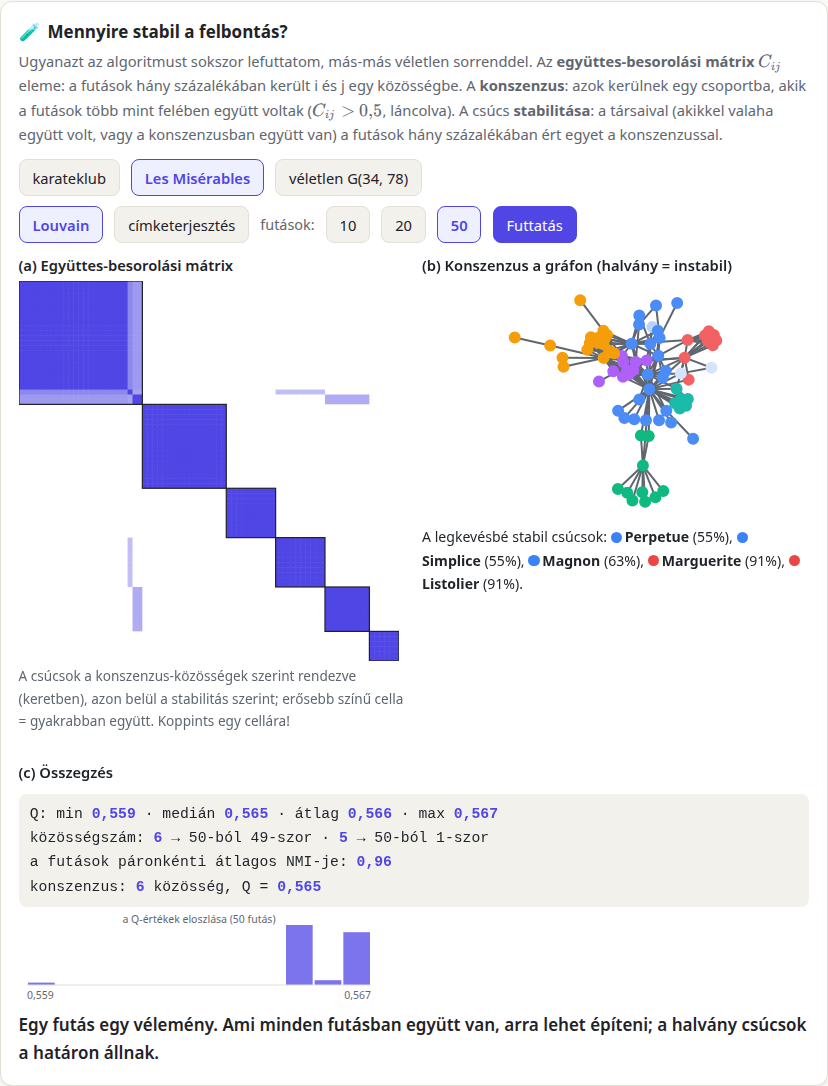 🧪 Mennyire stabil a felbontás?
Ugyanazt az algoritmust sokszor lefuttatom, más-más véletlen sorrenddel. Az együttes-besorolási mátrix C_ij
eleme: a futások hány százalékában került i és j egy közösségbe. A konszenzus: azok kerülnek egy csoportba, akik
a futások több mint felében együtt voltak (C_ij > 0,5, láncolva). A csúcs stabilitása: a társaival (akikkel valaha
együtt volt, vagy a konszenzusban együtt van) a futások hány százalékában ért egyet a konszenzussal.
karateklub Les Misérables véletlen G(34, 78)
Louvain címketerjesztés futások: 10 20 50 Futtatás
(a) Együttes-besorolási mátrix
A csúcsok a konszenzus-közösségek szerint rendezve
(keretben), azon belül a stabilitás szerint; erősebb színű cella
= gyakrabban együtt. Koppints egy cellára!
(b) Konszenzus a gráfon (halvány = instabil)
A legkevésbé stabil csúcsok: Perpetue (55%),
Simplice (55%), Magnon (63%), Marguerite (91%),
Listolier (91%).
(c) Összegzés
Q: min 0,559 · medián 0,565 · átlag 0,566 · max 0,567
közösségszám: 6 → 50-ból 49-szor · 5 → 50-ból 1-szor
a futások páronkénti átlagos NMI-je: 0,96
konszenzus: 6 közösség, Q = 0,565
a Q-értékek eloszlása (50 futás)
0,559 0,567
Egy futás egy vélemény. Ami minden futásban együtt van, arra lehet építeni; a halvány csúcsok
a határon állnak.